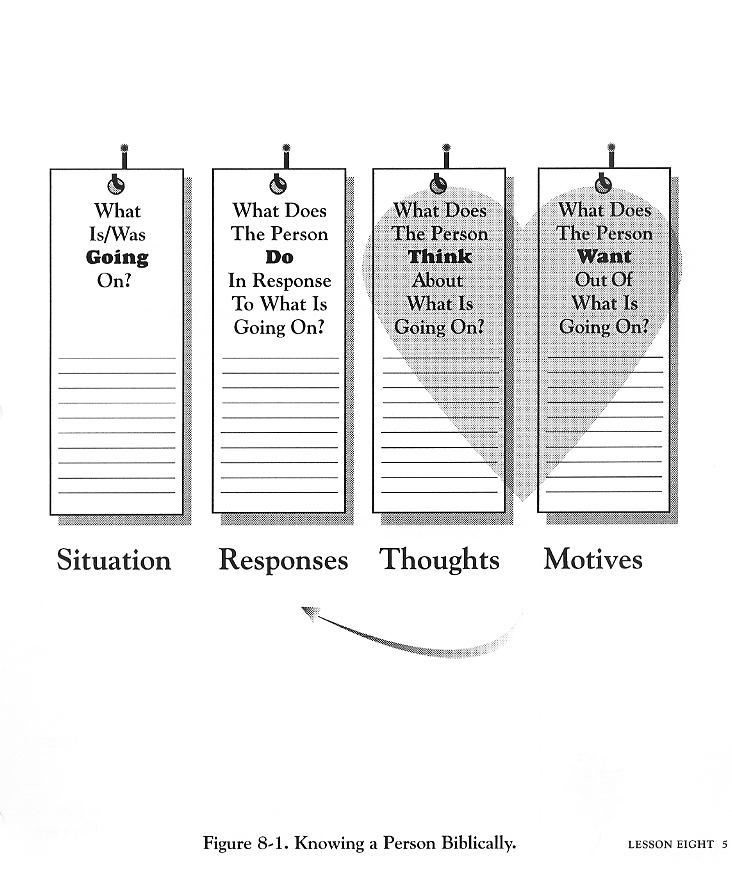 What
Is/Was
Going
On?
What Does
The Person
Do
In Response
To What Is
Going On?
What Does
The Person
Think
About
What Is
Going On?
What Does
The Person
Want
Out Of
What Is
Going On?
Situation
Responses
Thoughts
Motives
Figure 8-1. Knowing a Person Biblically.
LESSON EIGHT 5